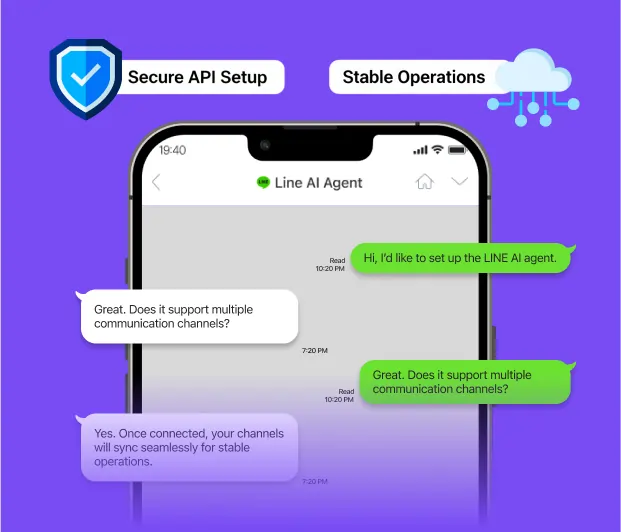 Secure API Setup
Stable Operations
19:40
LINE
Line AI Agent
Read
10:20 PM
Hi, I'd like to set up the LINE AI agent.
Great. Does it support multiple
communication channels?
7:20 PM
Great. Does it support multiple
communication channels?
Read
10:20 PM
Yes. Once connected, your channels
will sync seamlessly for stable
operations.
7:20 PM